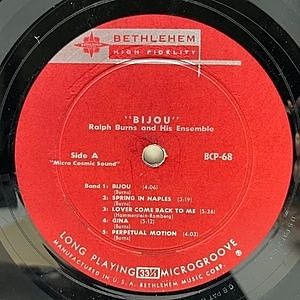 BETHLEHEM
HIGH FIDELITY
"BIJOU"
Ralph Burns and His Ensemble
Side A
"Micro Cosmic Sound"
BCP-68
Band 1: BIJOU (4:06)
(Burns)
2: SPRING IN NAPLES (3:19)
(Burns)
3: LOVER COME BACK TO ME (5:36)
(Hammerstein-Romberg)
4: GINA (5:12)
(Burns)
5: PERPETUAL MOTION (4:03)
(Burns)
LONG PLAYING 33⅓ MICROGROOVE
MANUFACTURED IN U.S.A. BETHLEHEM MUSIC CORP.